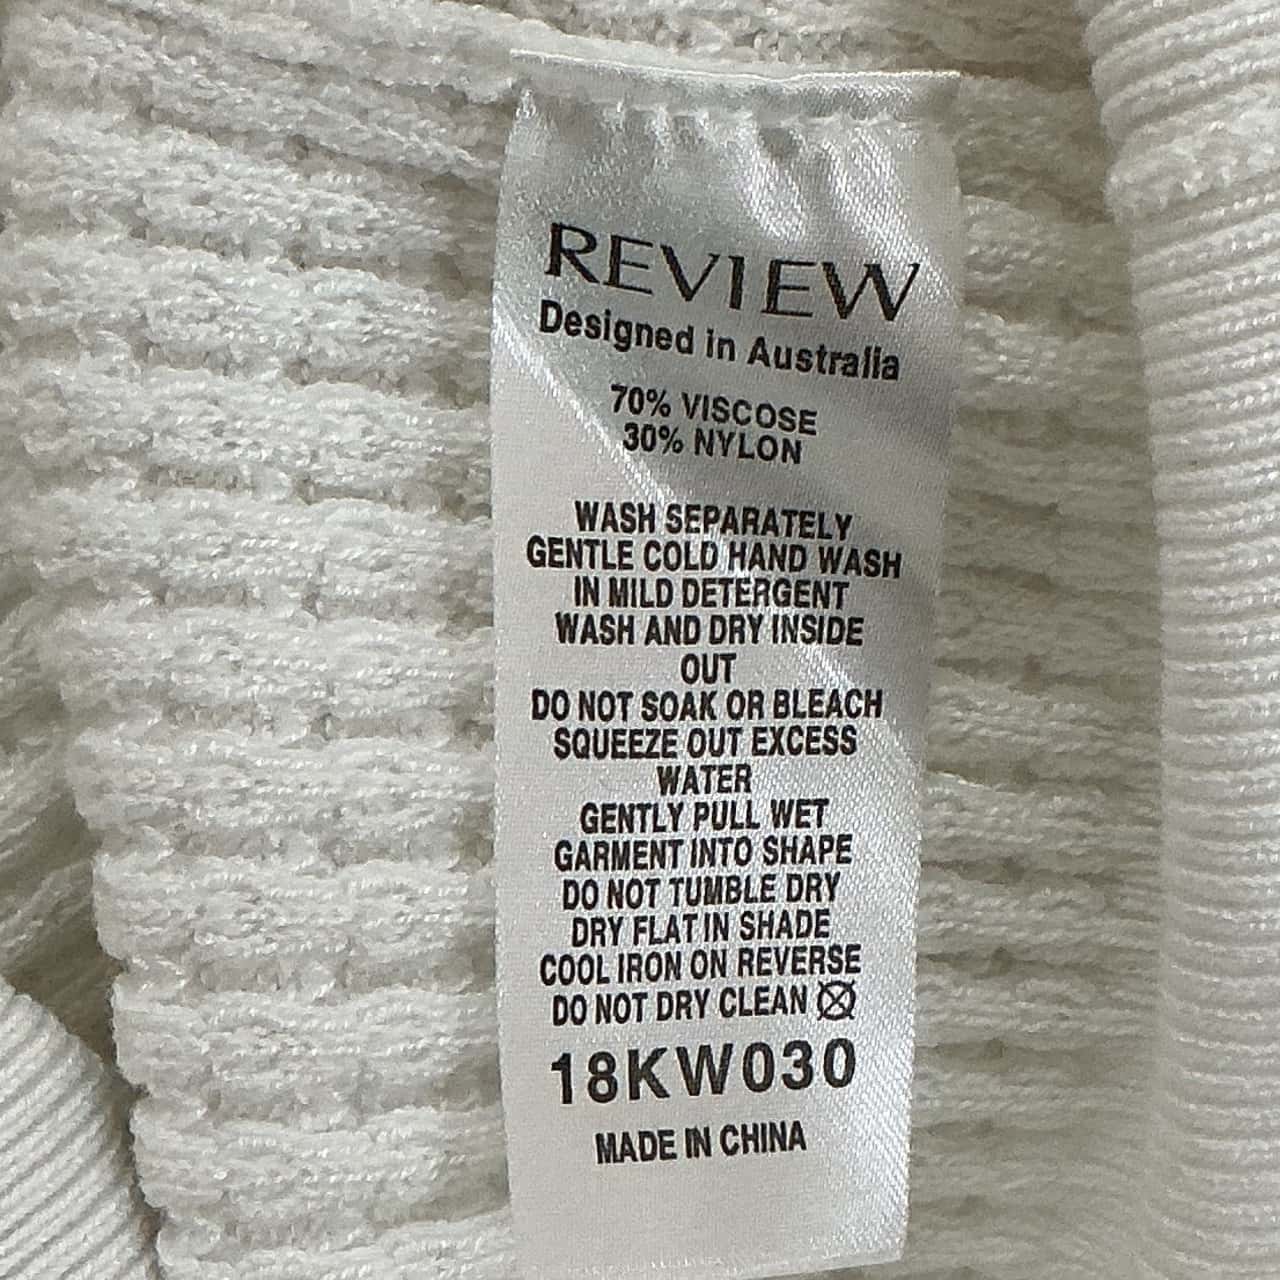 REVIEW
Designed in Australia
70% VISCOSE
30% NYLON
WASH SEPARATELY
GENTLE COLD HAND WASH
IN MILD DETERGENT
WASH AND DRY INSIDE
OUT
DO NOT SOAK OR BLEACH
SQUEEZE OUT EXCESS
WATER
GENTLY PULL WET
GARMENT INTO SHAPE
DO NOT TUMBLE DRY
DRY FLAT IN SHADE
COOL IRON ON REVERSE
DO NOT DRY CLEAN
18KW030
MADE IN CHINA